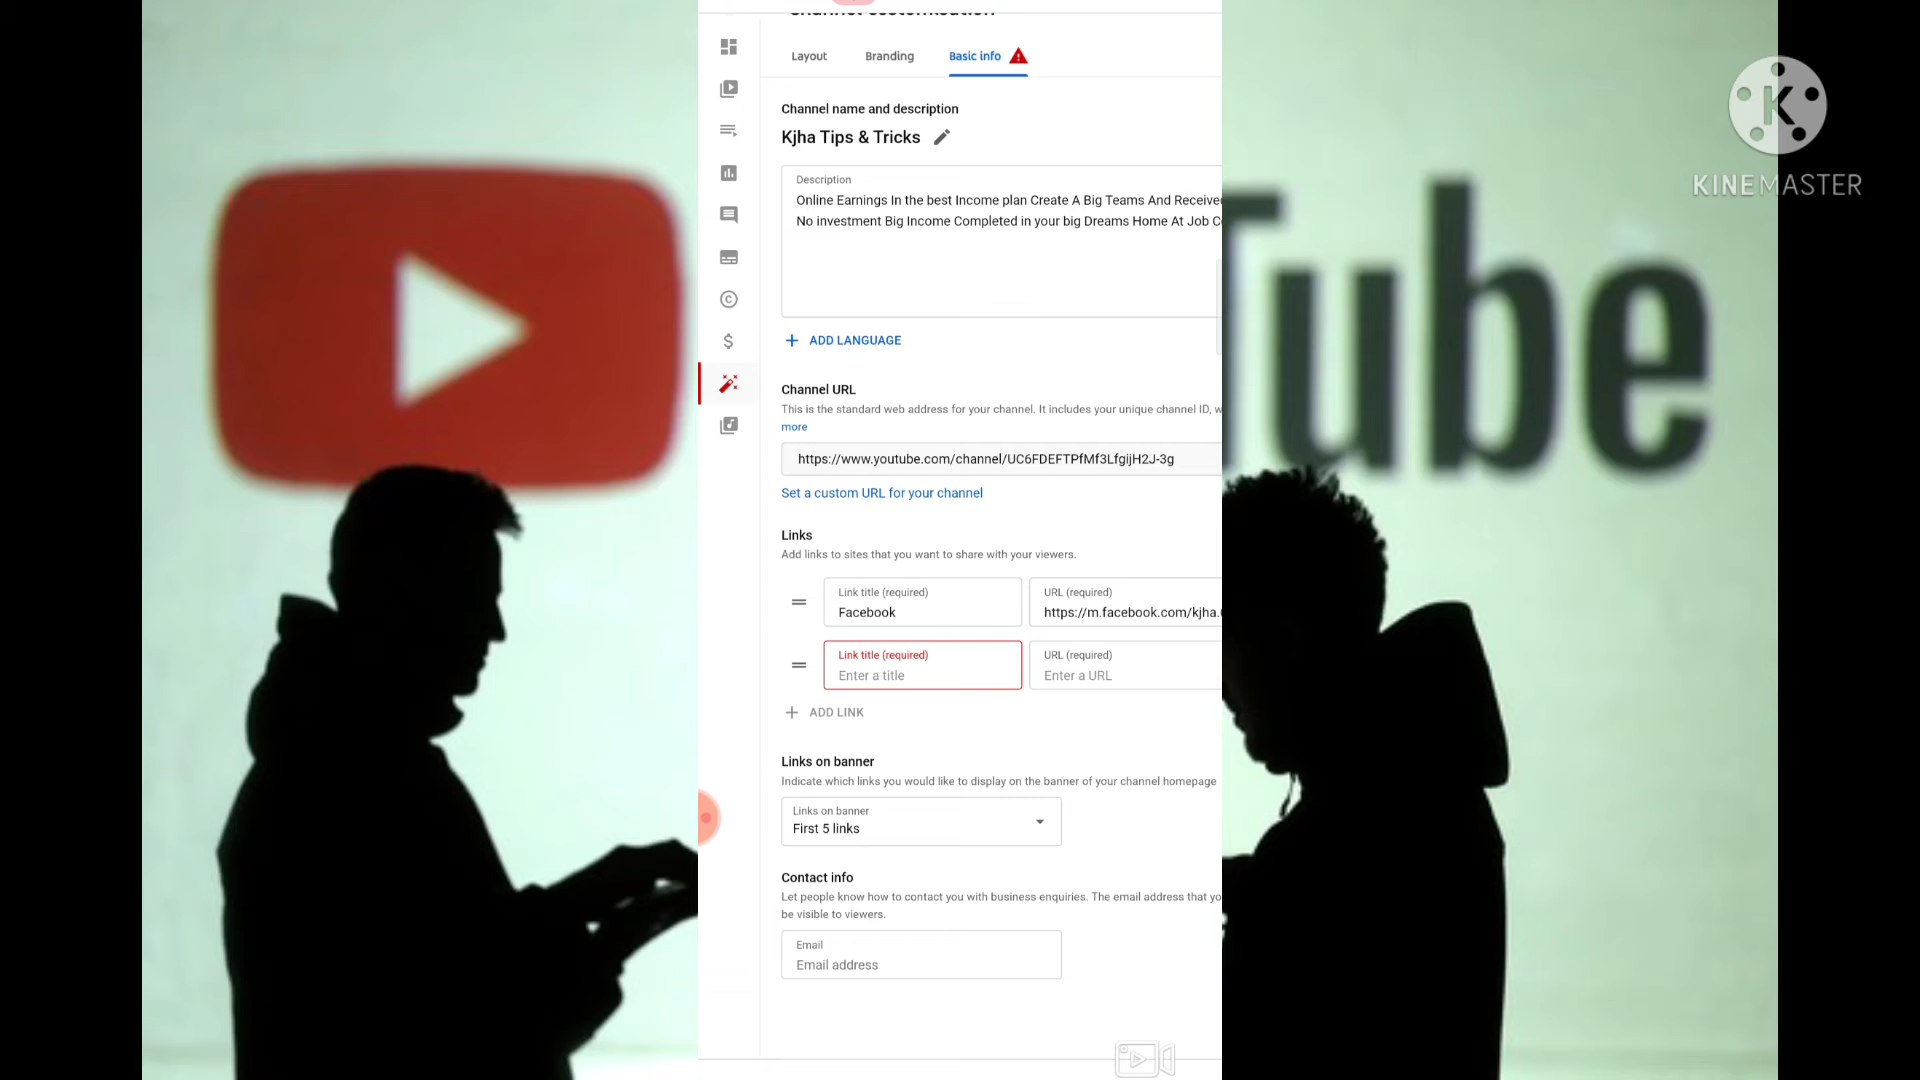 Layout
Branding
Basic info
Channel name and description
Kjha Tips & Tricks
Description
Online Earnings In the best Income plan Create A Big Teams And Receive
No investment Big Income Completed in your big Dreams Home At Job
ADD LANGUAGE
Channel URL
This is the standard web address for your channel. It includes your unique channel ID,
more
https://www.youtube.com/channel/UC6FDEFTPfMf3LfgijH2J-3g
Set a custom URL for your channel
Links
Add links to sites that you want to share with your viewers.
Link title (required)
URL (required)
Facebook
https://m.facebook.com/kjha.
Link title (required)
URL (required)
Enter a title
Enter a URL
ADD LINK
Links on banner
Indicate which links you would like to display on the banner of your channel homepage
Links on banner
First 5 links
Contact info
Let people know how to contact you with business enquiries. The email address that yo
be visible to viewers.
Email
Email address
Tube
K
KINEMASTER